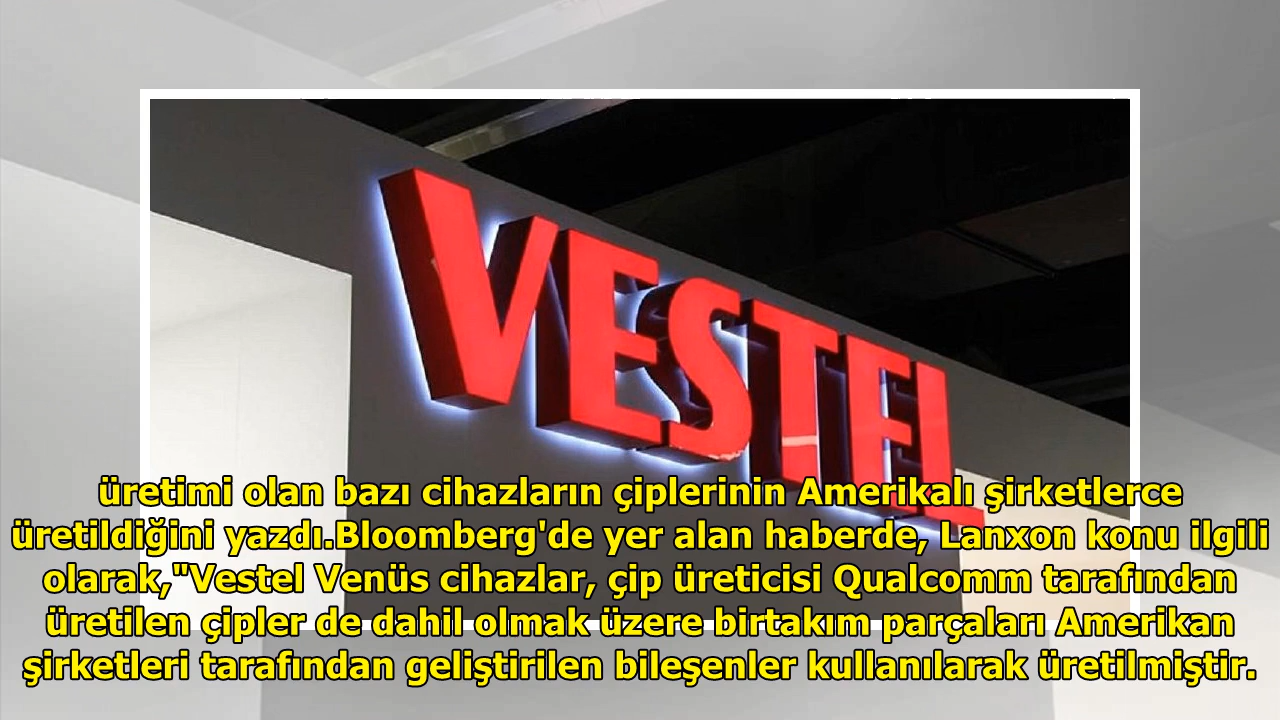 VESTEL
üretimi olan bazı cihazların çiplerinin Amerikalı şirketlerce
üretildiğini yazdı.Bloomberg'de yer alan haberde, Lanxon konu ilgili
olarak,"Vestel Venüs cihazlar, çip üreticisi Qualcomm tarafından
üretilen çipler de dahil olmak üzere birtakım parçaları Amerikan
şirketleri tarafından geliştirilen bileşenler kullanılarak üretilmiştir.